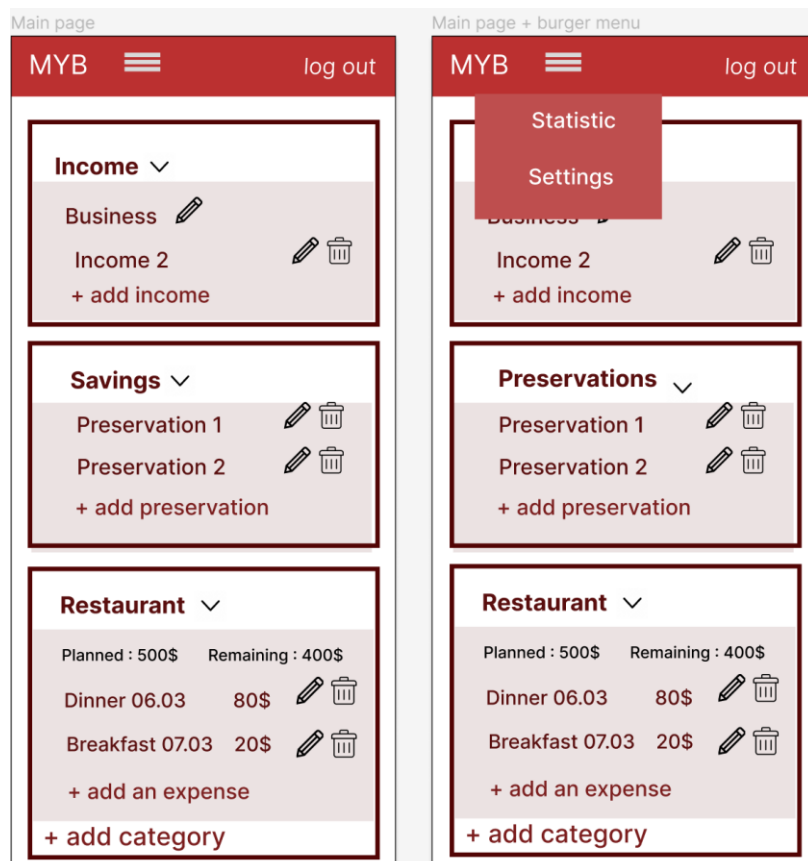 Main page
MYB
log out
Income
Business
Income 2
+ add income
Savings
Preservation 1
Preservation 2
+ add preservation
Restaurant
Planned : 500$ Remaining : 400$
Dinner 06.03 80$
Breakfast 07.03 20$
+ add an expense
+ add category
Main page + burger menu
MYB
log out
Statistic
Settings
Business
Income 2
+ add income
Preservations
Preservation 1
Preservation 2
+ add preservation
Restaurant
Planned : 500$ Remaining : 400$
Dinner 06.03 80$
Breakfast 07.03 20$
+ add an expense
+ add category